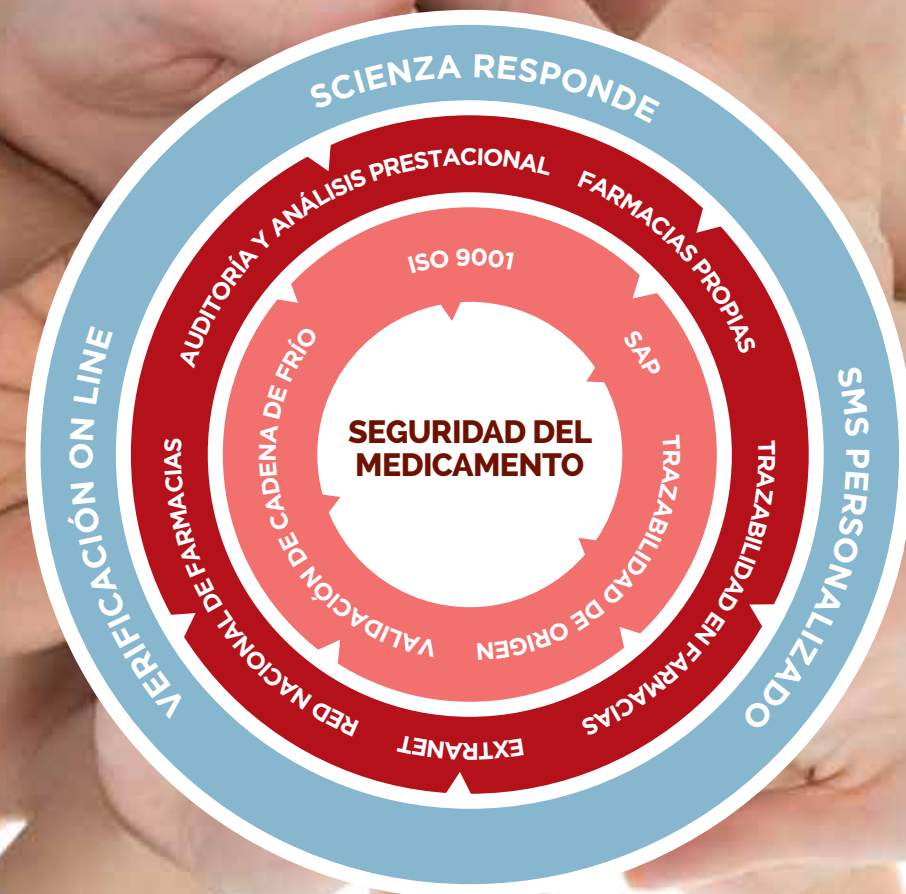 SCIENZA RESPONDE
SMS PERSONALIZADO
VERIFICACIÓN ON LINE
AUDITORÍA Y ANÁLISIS PRESTACIONAL
FARMACIAS PROPIAS
TRAZABILIDAD EN FARMACIAS
EXTRANET
RED NACIONAL DE FARMACIAS
ISO 9001
SAP
TRAZABILIDAD DE ORIGEN
VALIDACIÓN DE CADENA DE FRÍO
SEGURIDAD DEL
MEDICAMENTO